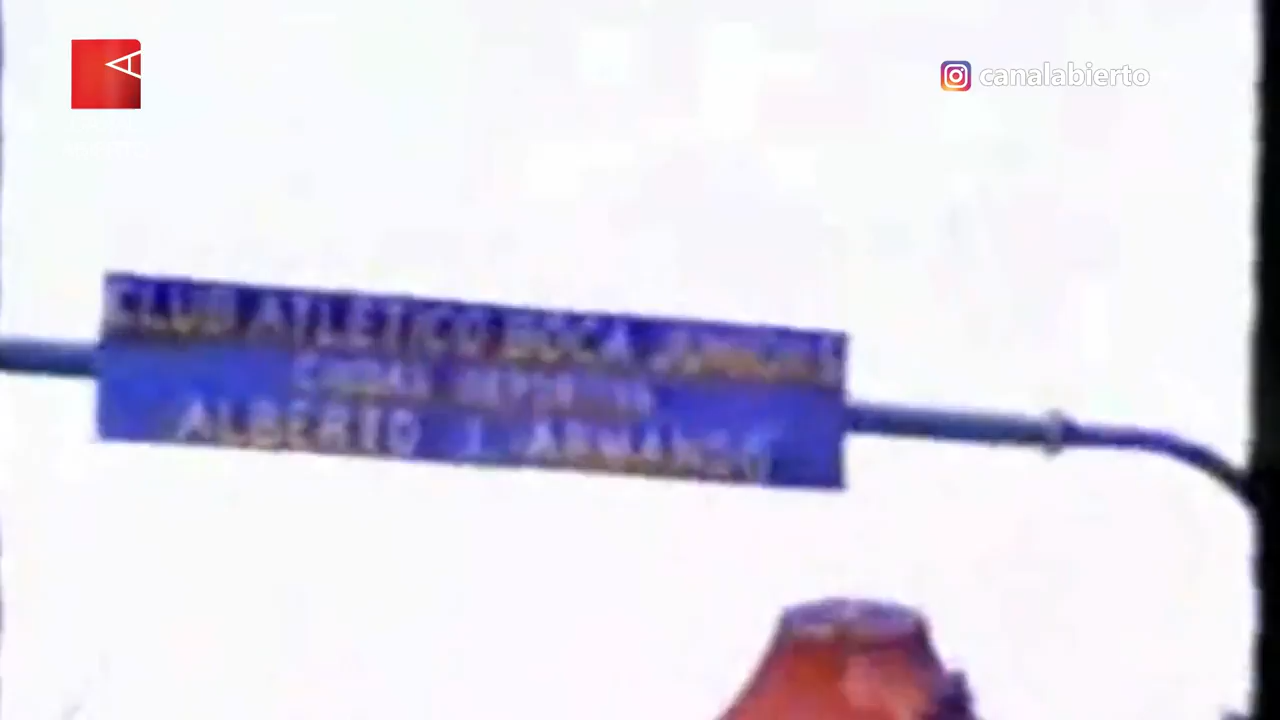 canalabierto
CLUB ATLETICO BOCA JUNIORS
CIUDAD DEPORTIVA
ALBERTO J. ARMANDO